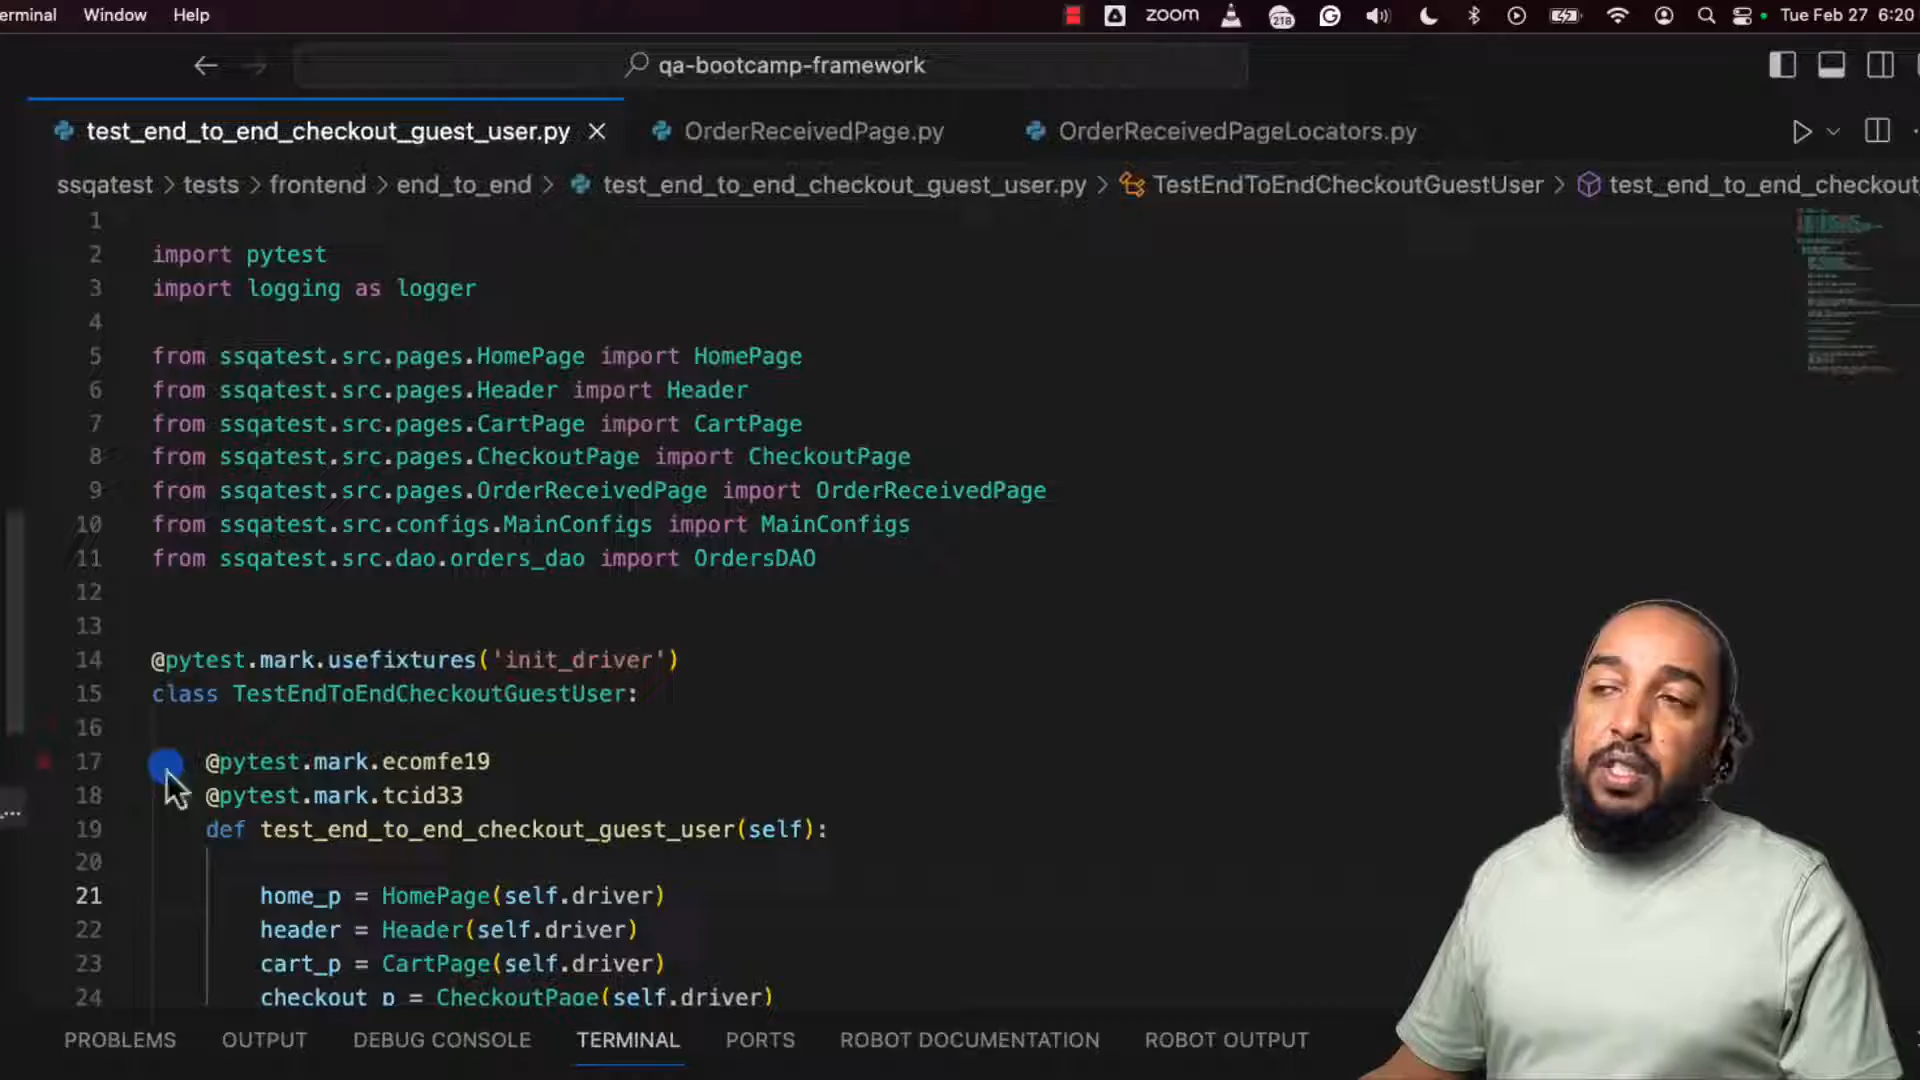 erminal Window Help zoom 218 Tue Feb 27 6:20
qa-bootcamp-framework
test_end_to_end_checkout_guest_user.py OrderReceivedPage.py OrderReceivedPageLocators.py
ssqatest > tests > frontend > end_to_end > test_end_to_end_checkout_guest_user.py > TestEndToEndCheckoutGuestUser > test_end_to_end_checkout
1
2 import pytest
3 import logging as logger
4
5 from ssqatest.src.pages.HomePage import HomePage
6 from ssqatest.src.pages.Header import Header
7 from ssqatest.src.pages.CartPage import CartPage
8 from ssqatest.src.pages.CheckoutPage import CheckoutPage
9 from ssqatest.src.pages.OrderReceivedPage import OrderReceivedPage
10 from ssqatest.src.configs.MainConfigs import MainConfigs
11 from ssqatest.src.dao.orders_dao import OrdersDAO
12
13
14 @pytest.mark.usefixtures('init_driver')
15 class TestEndToEndCheckoutGuestUser:
16
17 @pytest.mark.ecomfe19
18 @pytest.mark.tcid33
19 def test_end_to_end_checkout_guest_user(self):
20
21 home_p = HomePage(self.driver)
22 header = Header(self.driver)
23 cart_p = CartPage(self.driver)
24 checkout_p = CheckoutPage(self.driver)
PROBLEMS OUTPUT DEBUG CONSOLE TERMINAL PORTS ROBOT DOCUMENTATION ROBOT OUTPUT